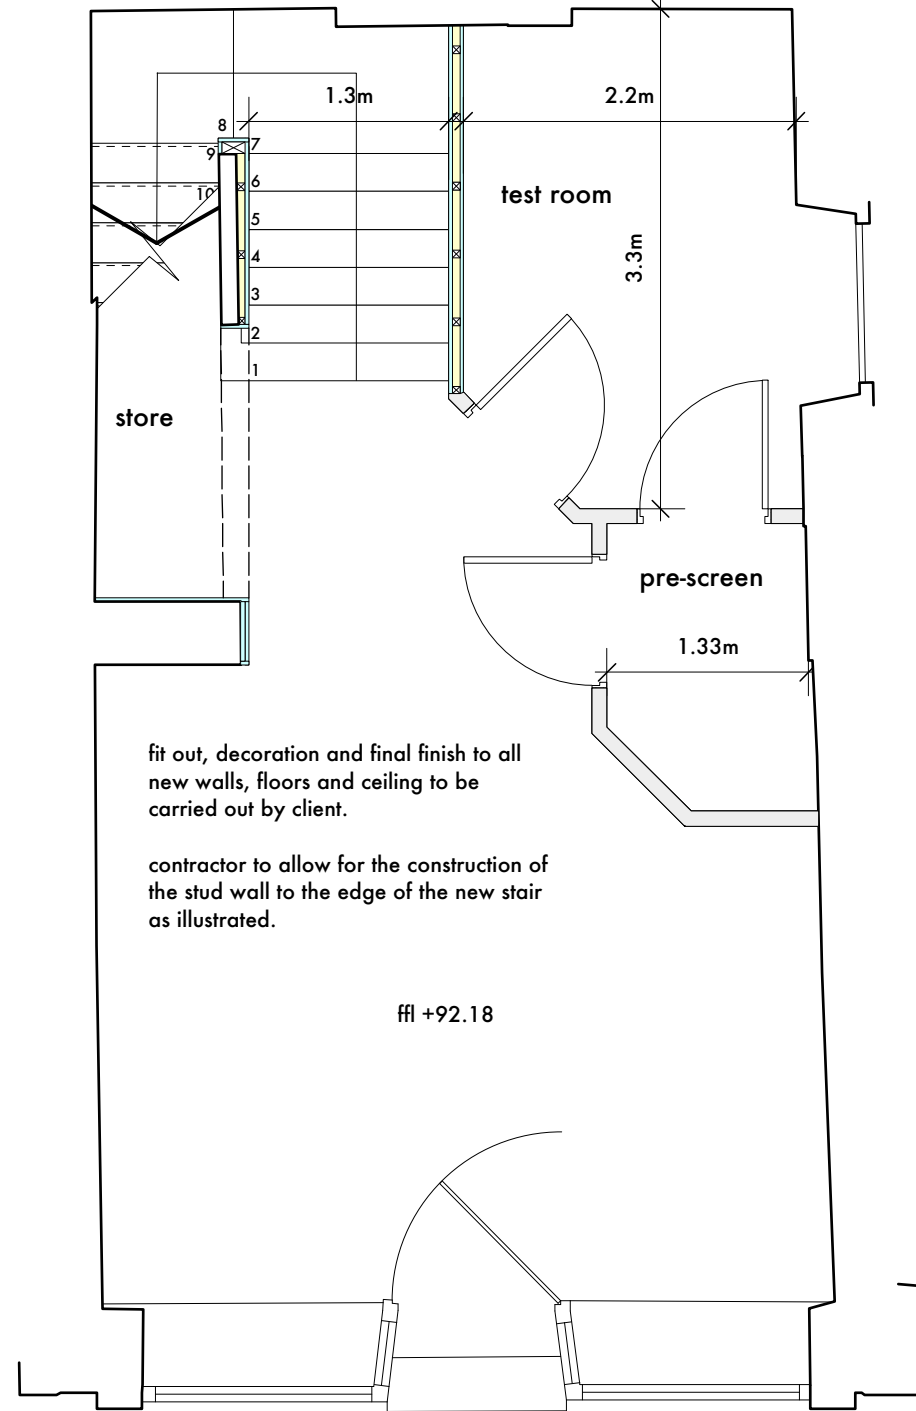 1.3m
2.2m
8
7
9
6
10
test room
5
3.3m
4
3
2
1
store
pre-screen
1.33m
fit out, decoration and final finish to all
new walls, floors and ceiling to be
carried out by client.
contractor to allow for the construction of
the stud wall to the edge of the new stair
as illustrated.
ffl +92.18